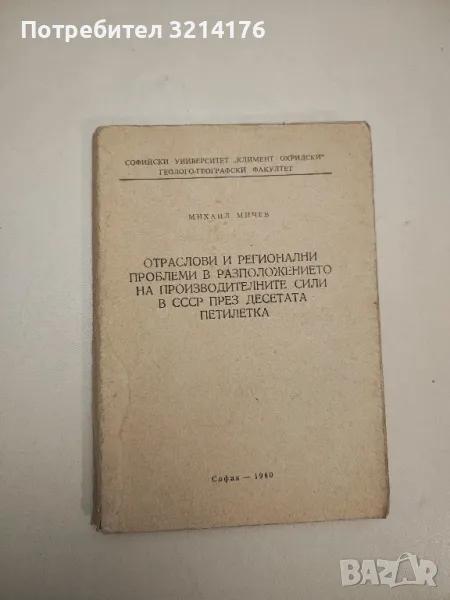 Потребител 3214176
СОФИЙСКИ УНИВЕРСИТЕТ „КЛИМЕНТ ОХРИДСКИ“
ГЕОЛОГО-ГЕОГРАФСКИ ФАКУЛТЕТ
МИХАИЛ МИЧЕВ
ОТРАСЛОВИ И РЕГИОНАЛНИ
ПРОБЛЕМИ В РАЗПОЛОЖЕНИЕТО
НА ПРОИЗВОДИТЕЛНИТЕ СИЛИ
В СССР ПРЕЗ ДЕСЕТАТА
ПЕТИЛЕТКА
София — 1980
BAZAR